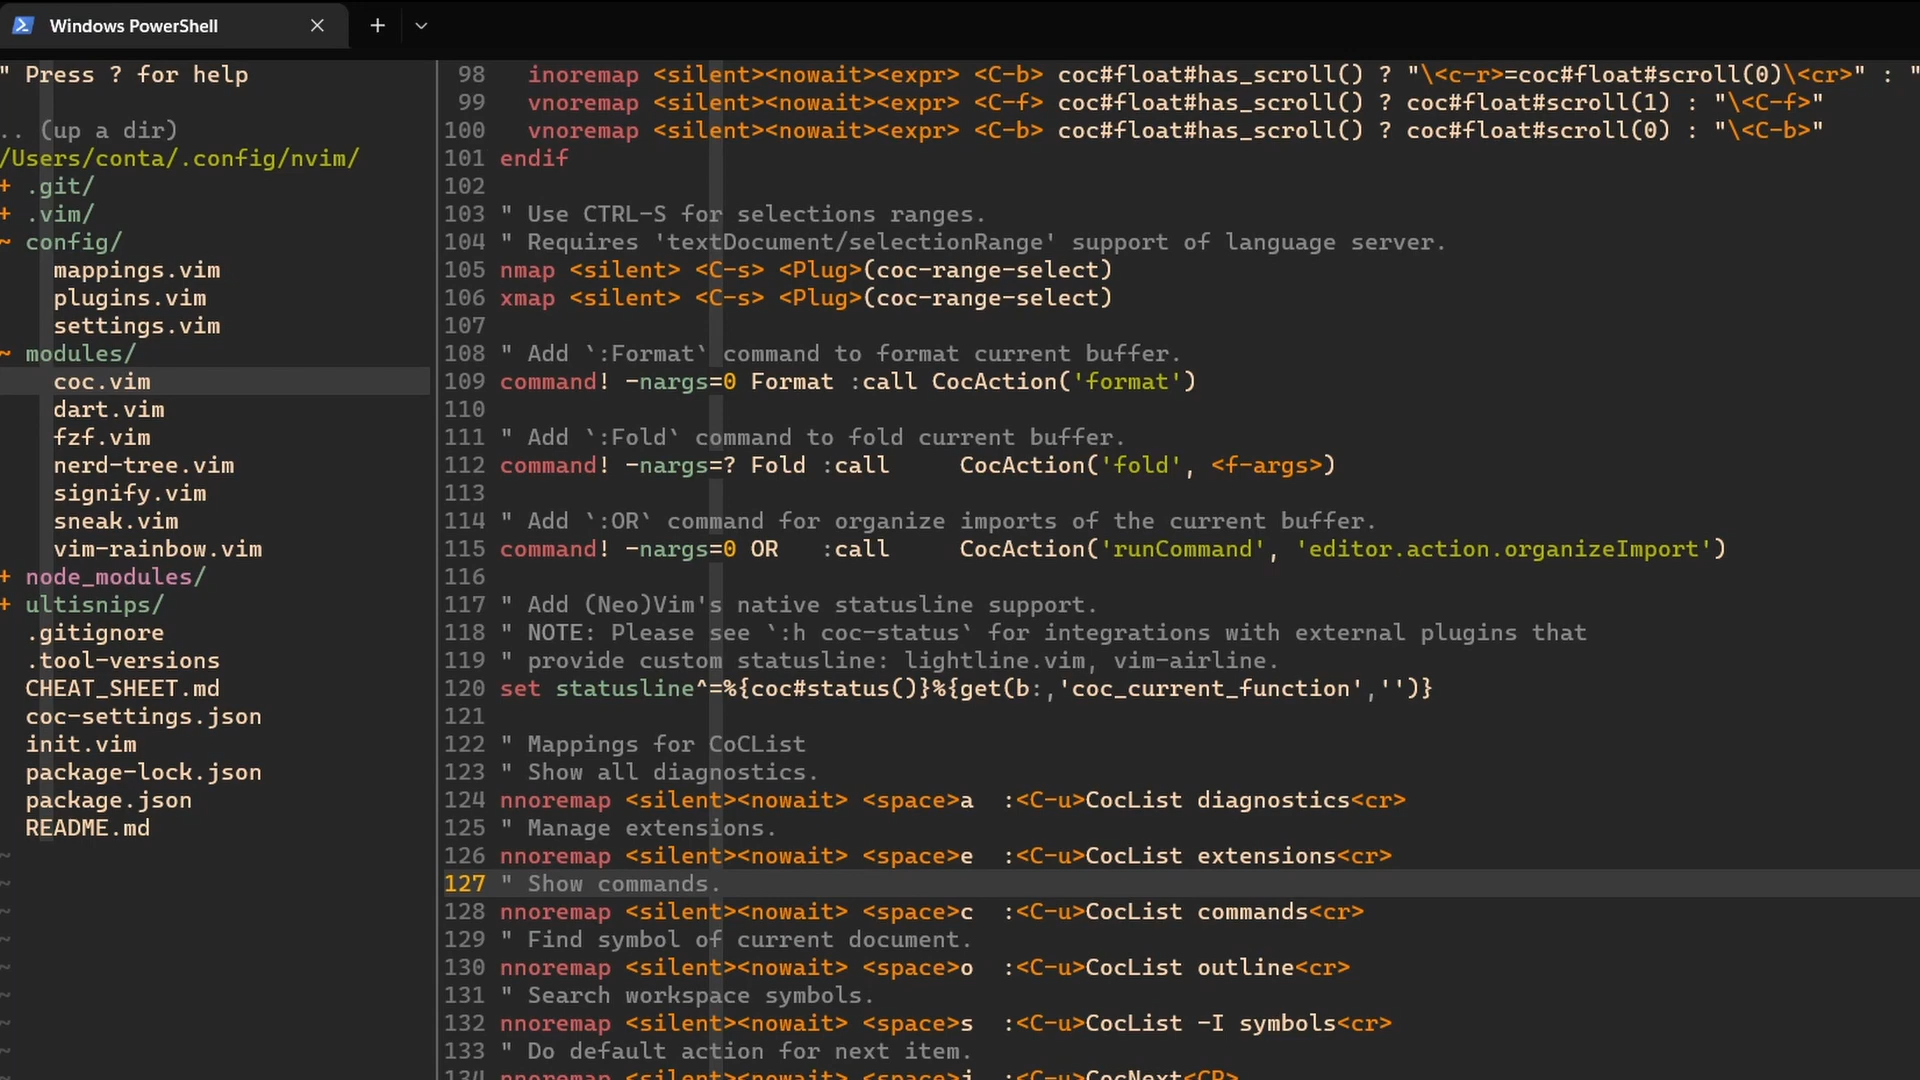 Windows PowerShell
" Press ? for help
.. (up a dir)
/Users/conta/.config/nvim/
+ .git/
+ .vim/
~ config/
mappings.vim
plugins.vim
settings.vim
~ modules/
coc.vim
dart.vim
fzf.vim
nerd-tree.vim
signify.vim
sneak.vim
vim-rainbow.vim
+ node_modules/
+ ultisnips/
.gitignore
.tool-versions
CHEAT_SHEET.md
coc-settings.json
init.vim
package-lock.json
package.json
README.md
~
~
~
~
~
~
~
~
98 inoremap <silent><nowait><expr> <C-b> coc#float#has_scroll() ? "\<c-r>=coc#float#scroll(0)\<cr>" : "
99 vnoremap <silent><nowait><expr> <C-f> coc#float#has_scroll() ? coc#float#scroll(1) : "\<C-f>"
100 vnoremap <silent><nowait><expr> <C-b> coc#float#has_scroll() ? coc#float#scroll(0) : "\<C-b>"
101 endif
102
103 " Use CTRL-S for selections ranges.
104 " Requires 'textDocument/selectionRange' support of language server.
105 nmap <silent> <C-s> <Plug>(coc-range-select)
106 xmap <silent> <C-s> <Plug>(coc-range-select)
107
108 " Add `:Format` command to format current buffer.
109 command! -nargs=0 Format :call CocAction('format')
110
111 " Add `:Fold` command to fold current buffer.
112 command! -nargs=? Fold :call     CocAction('fold', <f-args>)
113
114 " Add `:OR` command for organize imports of the current buffer.
115 command! -nargs=0 OR   :call     CocAction('runCommand', 'editor.action.organizeImport')
116
117 " Add (Neo)Vim's native statusline support.
118 " NOTE: Please see `:h coc-status` for integrations with external plugins that
119 " provide custom statusline: lightline.vim, vim-airline.
120 set statusline^=%{coc#status()}%{get(b:,'coc_current_function','')}
121
122 " Mappings for CoCList
123 " Show all diagnostics.
124 nnoremap <silent><nowait> <space>a  :<C-u>CocList diagnostics<cr>
125 " Manage extensions.
126 nnoremap <silent><nowait> <space>e  :<C-u>CocList extensions<cr>
127 " Show commands.
128 nnoremap <silent><nowait> <space>c  :<C-u>CocList commands<cr>
129 " Find symbol of current document.
130 nnoremap <silent><nowait> <space>o  :<C-u>CocList outline<cr>
131 " Search workspace symbols.
132 nnoremap <silent><nowait> <space>s  :<C-u>CocList -I symbols<cr>
133 " Do default action for next item.
134 nnoremap <silent><nowait> <space>j  :<C-u>CocNext<CR>